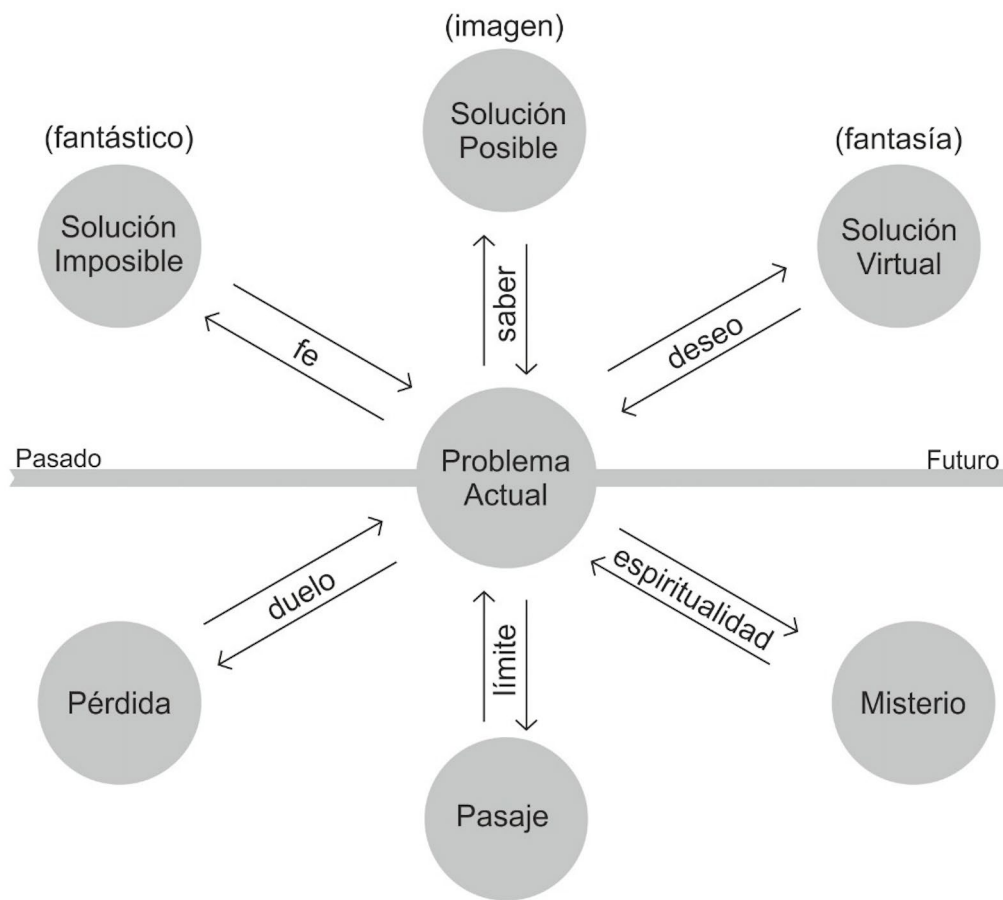 (imagen)
Solución
Posible
(fantástico)
Solución
Imposible
(fantasía)
Solución
Virtual
fe
saber
deseo
Pasado
Problema
Actual
Futuro
duelo
límite
espiritualidad
Pérdida
Pasaje
Misterio